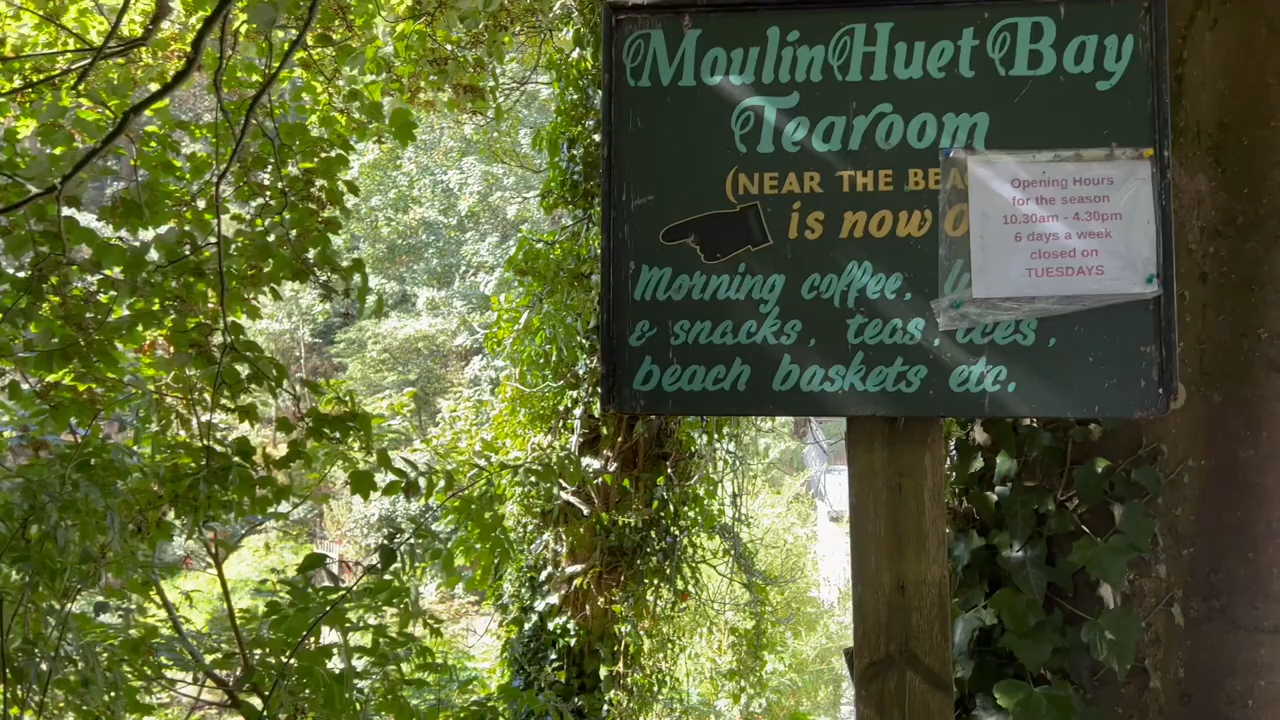 Moulin Huet Bay
Tearoom
(NEAR THE
is now
Morning coffee,
& snacks, teas, ices,
beach baskets etc.
Opening Hours
for the season
10.30am - 4.30pm
6 days a week
closed on
TUESDAYS